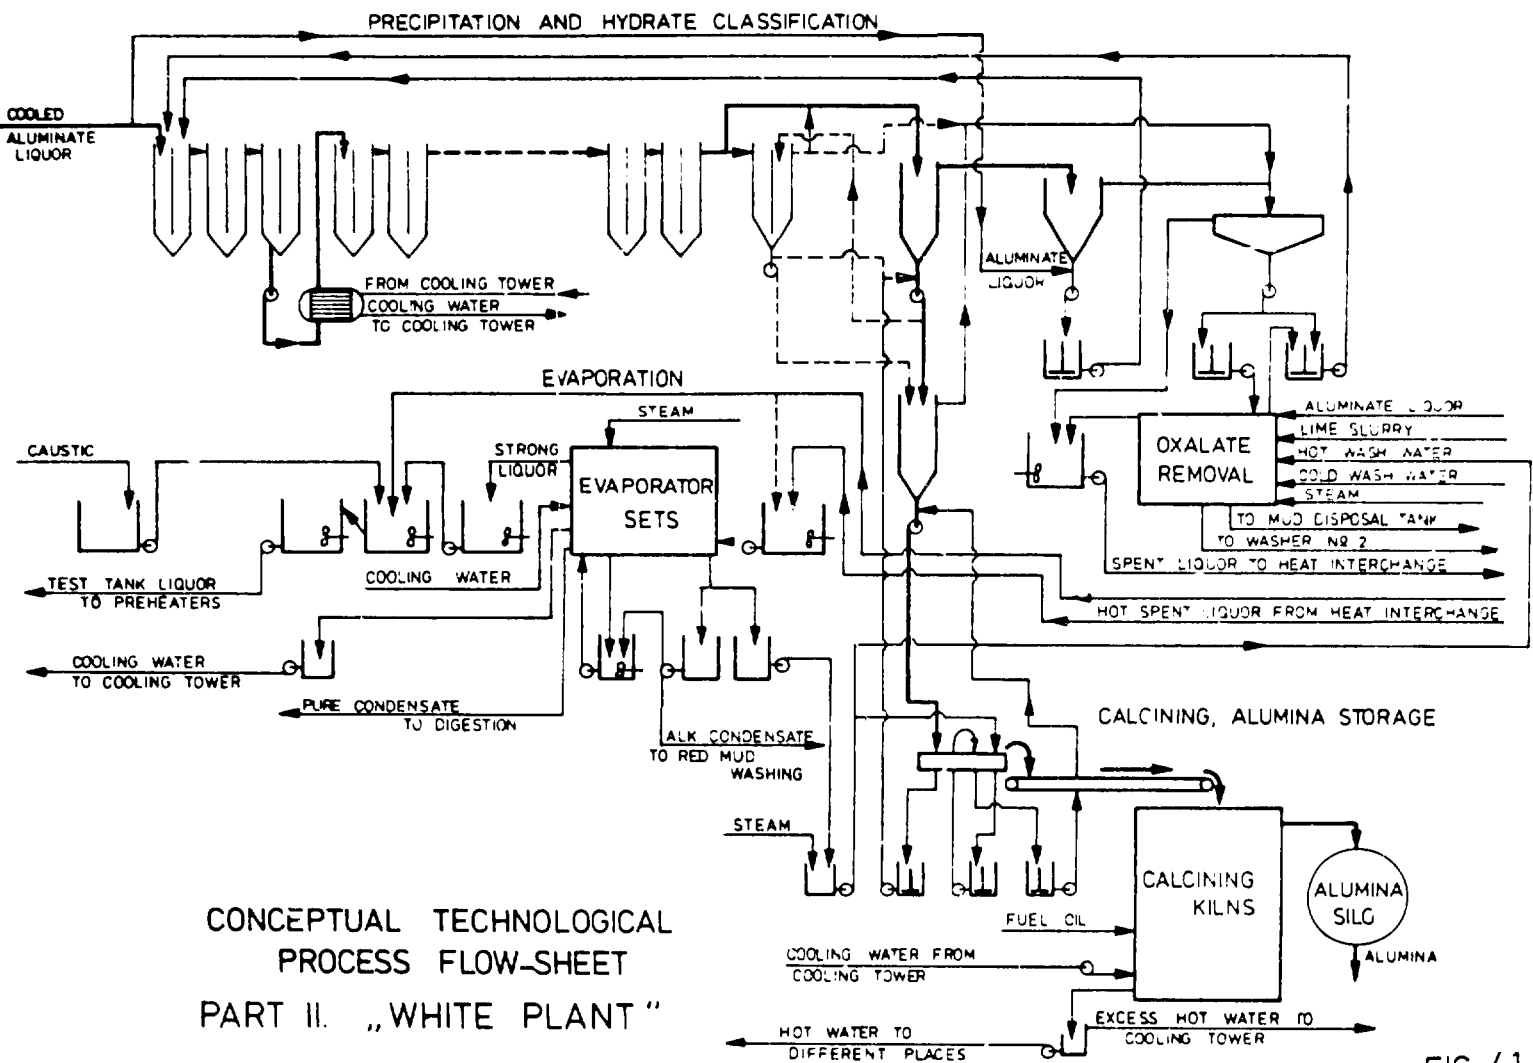 PRECIPITATION AND HYDRATE CLASSIFICATION
COOLED
ALUMINATE
LIQUOR
FROM COOLING TOWER
COOLING WATER
TO COOLING TOWER
ALUMINATE
LIQUOR
EVAPORATION
STEAM
CAUSTIC
STRONG
LIQUOR
EVAPORATOR
SETS
OXALATE
REMOVAL
ALUMINATE LIQUOR
LIME SLURRY
HOT WASH WATER
COLD WASH WATER
STEAM
TO MUD DISPOSAL TANK
TO WASHER No 2
SPENT LIQUOR TO HEAT INTERCHANGE
HOT SPENT LIQUOR FROM HEAT INTERCHANGE
TEST TANK LIQUOR
TO PREHEATERS
COOLING WATER
COOLING WATER
TO COOLING TOWER
PURE CONDENSATE
TO DIGESTION
ALK CONDENSATE
TO RED MUD
WASHING
CALCINING, ALUMINA STORAGE
STEAM
CALCINING
KILNS
ALUMINA
SILO
ALUMINA
FUEL OIL
COOLING WATER FROM
COOLING TOWER
EXCESS HOT WATER TO
COOLING TOWER
HOT WATER TO
DIFFERENT PLACES
CONCEPTUAL TECHNOLOGICAL
PROCESS FLOW-SHEET
PART II. „WHITE PLANT"